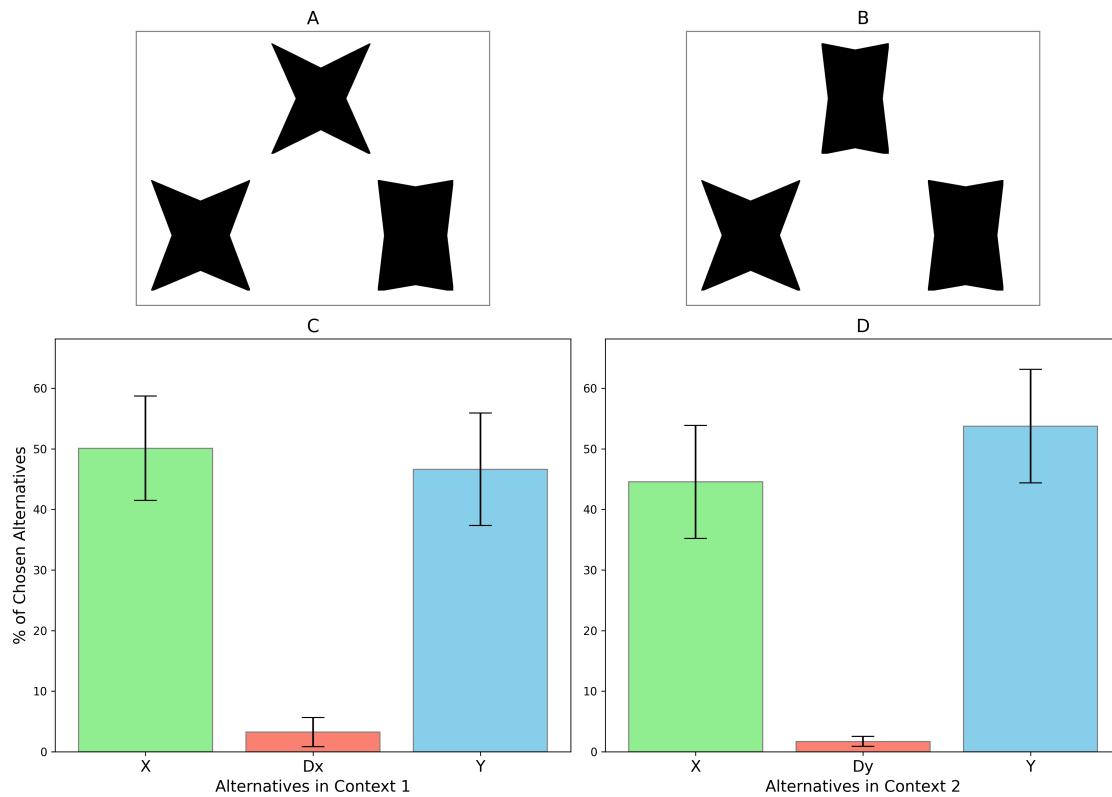 A
B
C
D
% of Chosen Alternatives
60
50
40
30
20
10
0
X
Dx
Y
Alternatives in Context 1
60
50
40
30
20
10
0
X
Dy
Y
Alternatives in Context 2